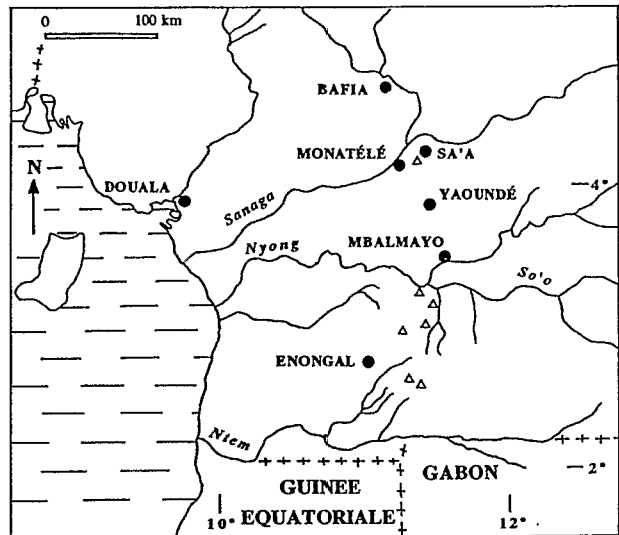 0 100 km
BAFIA
N
MONATÉLÉ
SA'A
DOUALA
Sanaga
YAOUNDÉ
4°
Nyong
MBALMAYO
So'o
ENONGAL
Niem
GABON
2°
GUINEE
10°
EQUATORIALE
12°